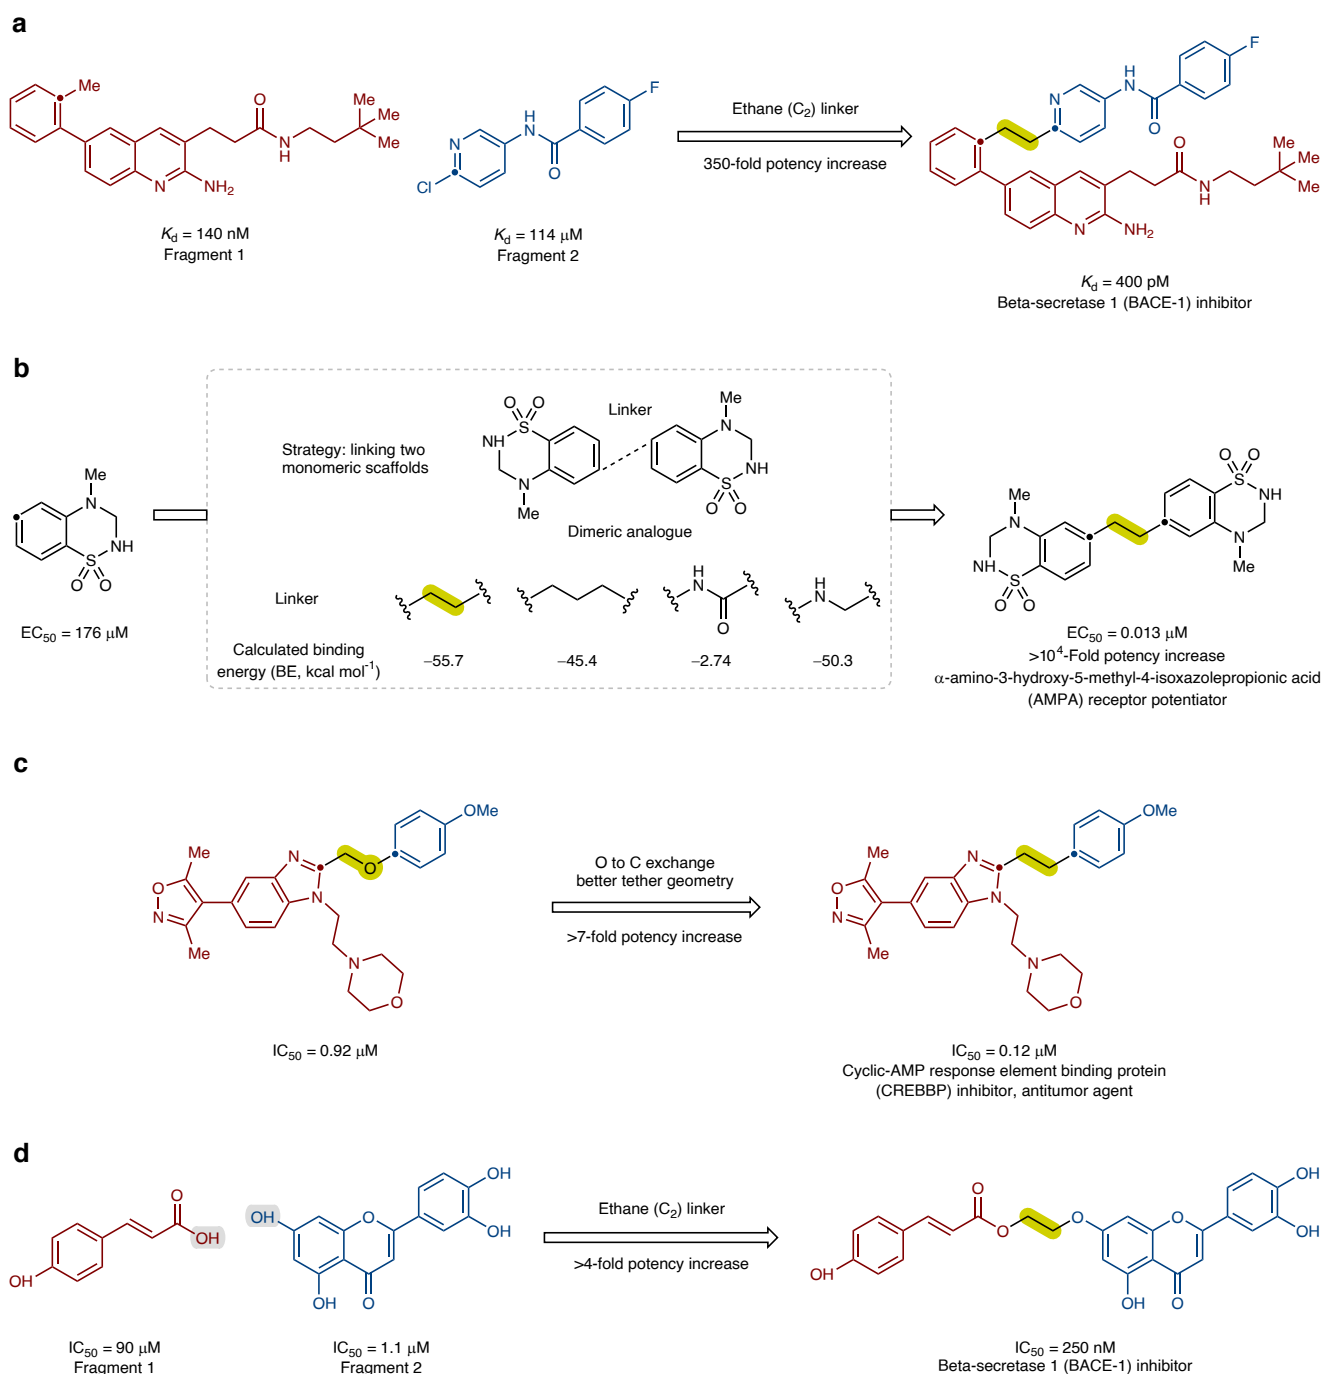 a
Me
O
N
H
Me
Me
Me
N
NH2
Kd = 140 nM
Fragment 1
F
H
N
O
N
Cl
Kd = 114 μM
Fragment 2
Ethane (C2) linker
350-fold potency increase
F
H
N
O
N
O
N
H
Me
Me
Me
N
NH2
Kd = 400 pM
Beta-secretase 1 (BACE-1) inhibitor
b
Me
N
NH
S
O O
EC50 = 176 μM
Strategy: linking two
monomeric scaffolds
O O
S
NH
N
Me
Linker
Me
N
NH
S
O O
Dimeric analogue
Linker
H
N
O
N
H
Calculated binding
energy (BE, kcal mol-1)
–55.7
–45.4
–2.74
–50.3
Me
N
NH
S
O O
O O
S
NH
N
Me
EC50 = 0.013 μM
>10⁴-Fold potency increase
α-amino-3-hydroxy-5-methyl-4-isoxazolepropionic acid
(AMPA) receptor potentiator
c
Me
O
N
Me
N
N
O
OMe
N
O
IC50 = 0.92 μM
O to C exchange
better tether geometry
>7-fold potency increase
Me
O
N
Me
N
N
OMe
N
O
IC50 = 0.12 μM
Cyclic-AMP response element binding protein
(CREBBP) inhibitor, antitumor agent
d
O
OH
OH
IC50 = 90 μM
Fragment 1
OH
O
OH
OH
OH
O
IC50 = 1.1 μM
Fragment 2
Ethane (C2) linker
>4-fold potency increase
O
O
OH
O
O
OH
OH
OH
O
IC50 = 250 nM
Beta-secretase 1 (BACE-1) inhibitor